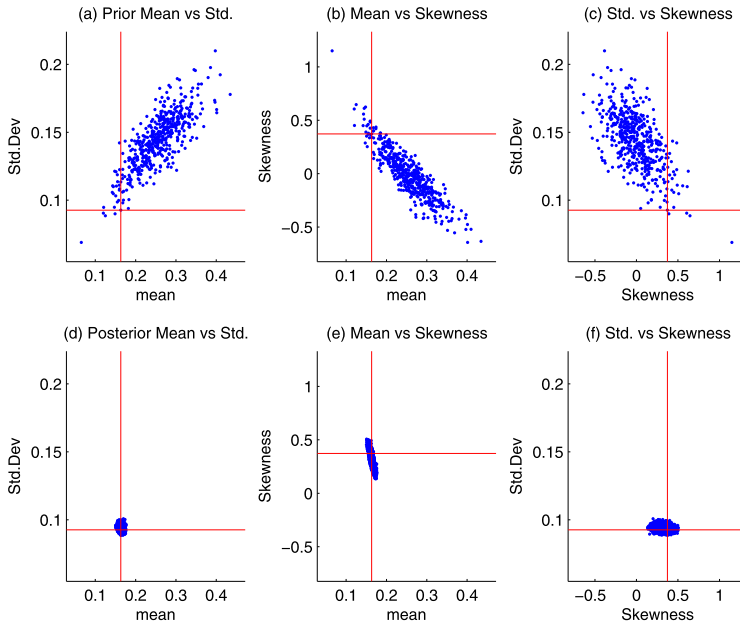 (a) Prior Mean vs Std.
(b) Mean vs Skewness
(c) Std. vs Skewness
0.2
0.15
0.1
Std.Dev
0.1 0.2 0.3 0.4
mean
1
0.5
0
−0.5
Skewness
0.1 0.2 0.3 0.4
mean
0.2
0.15
0.1
Std.Dev
−0.5 0 0.5 1
Skewness
(d) Posterior Mean vs Std.
(e) Mean vs Skewness
(f) Std. vs Skewness
0.2
0.15
0.1
Std.Dev
0.1 0.2 0.3 0.4
mean
1
0.5
0
−0.5
Skewness
0.1 0.2 0.3 0.4
mean
0.2
0.15
0.1
Std.Dev
−0.5 0 0.5 1
Skewness